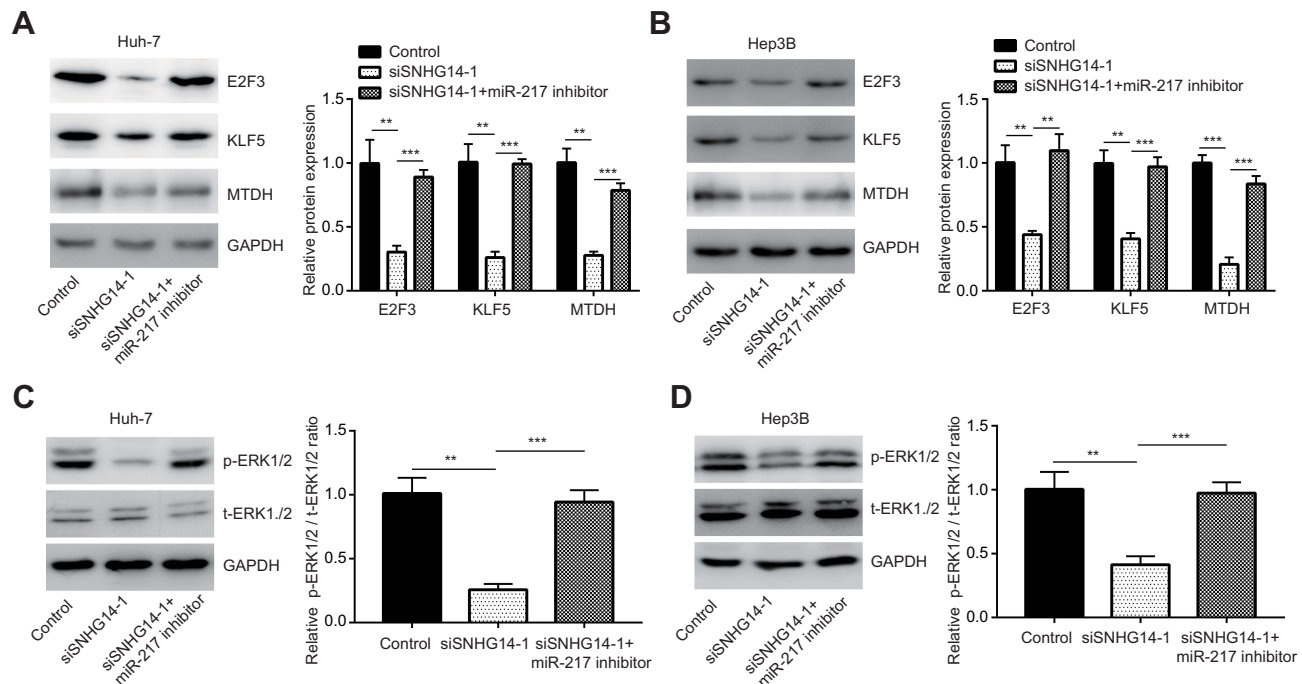 A
Huh-7
E2F3
KLF5
MTDH
GAPDH
Control
siSNHG14-1
siSNHG14-1+
miR-217 inhibitor
Control
siSNHG14-1
siSNHG14-1+miR-217 inhibitor
Relative protein expression
1.5
1.0
0.5
0.0
** *** ** *** ** ***
E2F3 KLF5 MTDH
B
Hep3B
E2F3
KLF5
MTDH
GAPDH
Control
siSNHG14-1
siSNHG14-1+
miR-217 inhibitor
Control
siSNHG14-1
siSNHG14-1+miR-217 inhibitor
Relative protein expression
1.5
1.0
0.5
0.0
** ** ** *** *** ***
E2F3 KLF5 MTDH
C
Huh-7
p-ERK1/2
t-ERK1./2
GAPDH
Control
siSNHG14-1
siSNHG14-1+
miR-217 inhibitor
Relative p-ERK1/2 / t-ERK1/2 ratio
1.5
1.0
0.5
0.0
** ***
Control siSNHG14-1 siSNHG14-1+
miR-217 inhibitor
D
Hep3B
p-ERK1/2
t-ERK1./2
GAPDH
Control
siSNHG14-1
siSNHG14-1+
miR-217 inhibitor
Relative p-ERK1/2 / t-ERK1/2 ratio
1.5
1.0
0.5
0.0
** ***
Control siSNHG14-1 siSNHG14-1+
miR-217 inhibitor